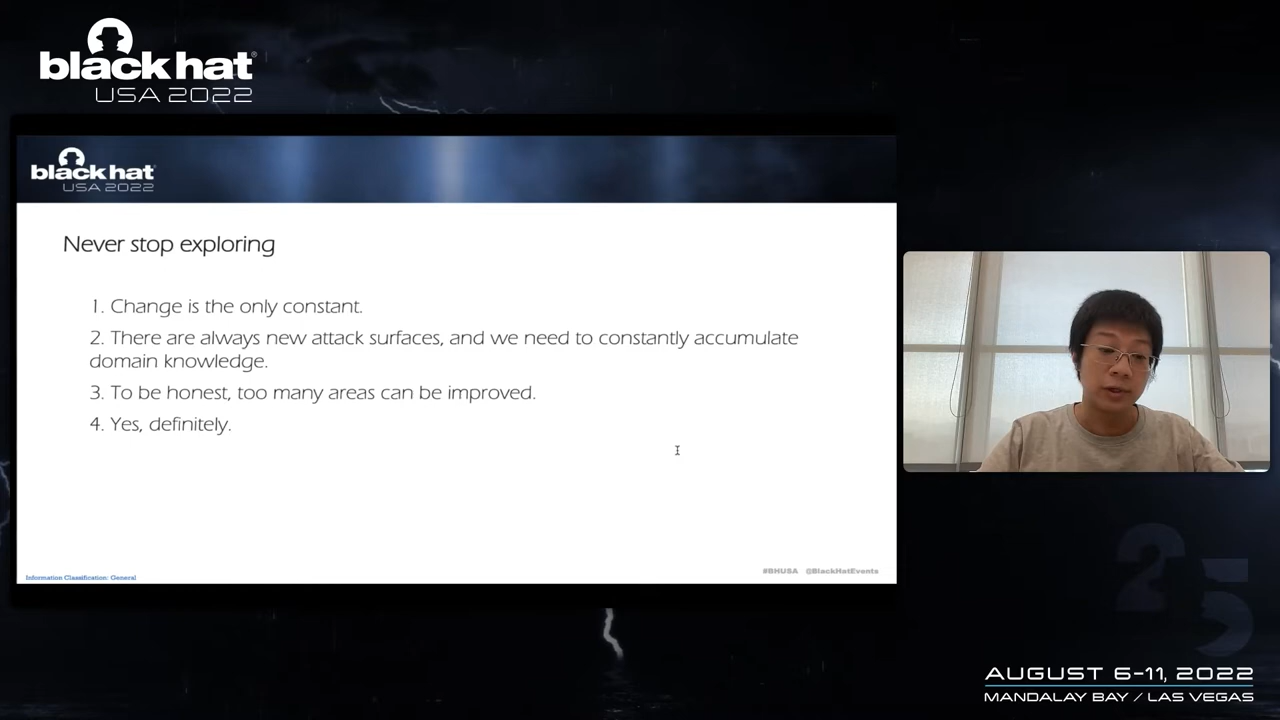 black hat®
USA 2022
black hat
USA 2022
Never stop exploring
1. Change is the only constant.
2. There are always new attack surfaces, and we need to constantly accumulate
domain knowledge.
3. To be honest, too many areas can be improved.
4. Yes, definitely.
Information Classification: General
#BHUSA @BlackHatEvents
25
AUGUST 6-11, 2022
MANDALAY BAY / LAS VEGAS